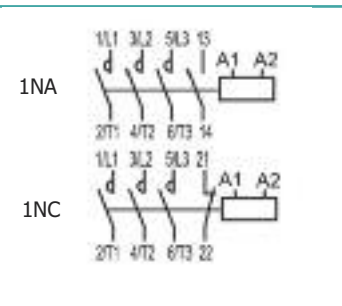 1/L1 3/L2 5/L3 13
A1 A2
1NA
2/T1 4/T2 6/T3 14
1/L1 3/L2 5/L3 21
A1 A2
1NC
2/T1 4/T2 6/T3 22